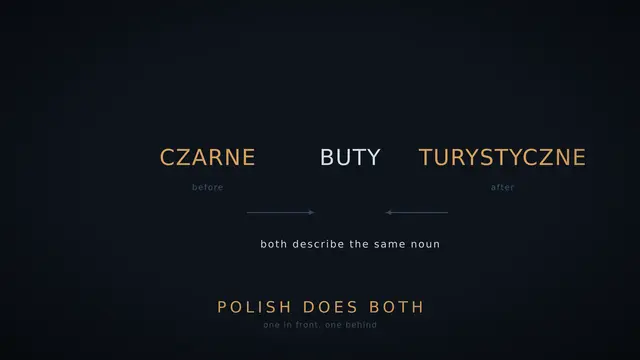 CZARNE BUTY TURYSTYCZNE
before after
both describe the same noun
POLISH DOES BOTH
one in front, one behind